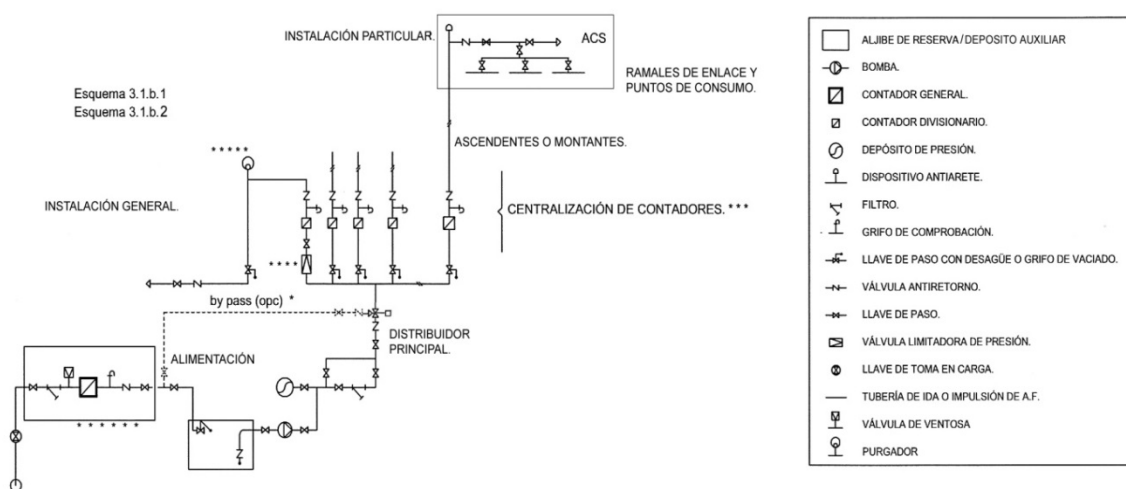 INSTALACIÓN PARTICULAR.
ACS
RAMALES DE ENLACE Y
PUNTOS DE CONSUMO.
Esquema 3.1.b.1
Esquema 3.1.b.2
ASCENDENTES O MONTANTES.
* * * * *
INSTALACIÓN GENERAL.
CENTRALIZACIÓN DE CONTADORES. * * *
* * * *
by pass (opc) *
DISTRIBUIDOR
PRINCIPAL.
ALIMENTACIÓN
* * * * * *
ALJIBE DE RESERVA/DEPOSITO AUXILIAR
BOMBA.
CONTADOR GENERAL.
CONTADOR DIVISIONARIO.
DEPÓSITO DE PRESIÓN.
DISPOSITIVO ANTIARETE.
FILTRO.
GRIFO DE COMPROBACIÓN.
LLAVE DE PASO CON DESAGÜE O GRIFO DE VACIADO.
VÁLVULA ANTIRETORNO.
LLAVE DE PASO.
VÁLVULA LIMITADORA DE PRESIÓN.
LLAVE DE TOMA EN CARGA.
TUBERÍA DE IDA O IMPULSIÓN DE A.F.
VÁLVULA DE VENTOSA
PURGADOR